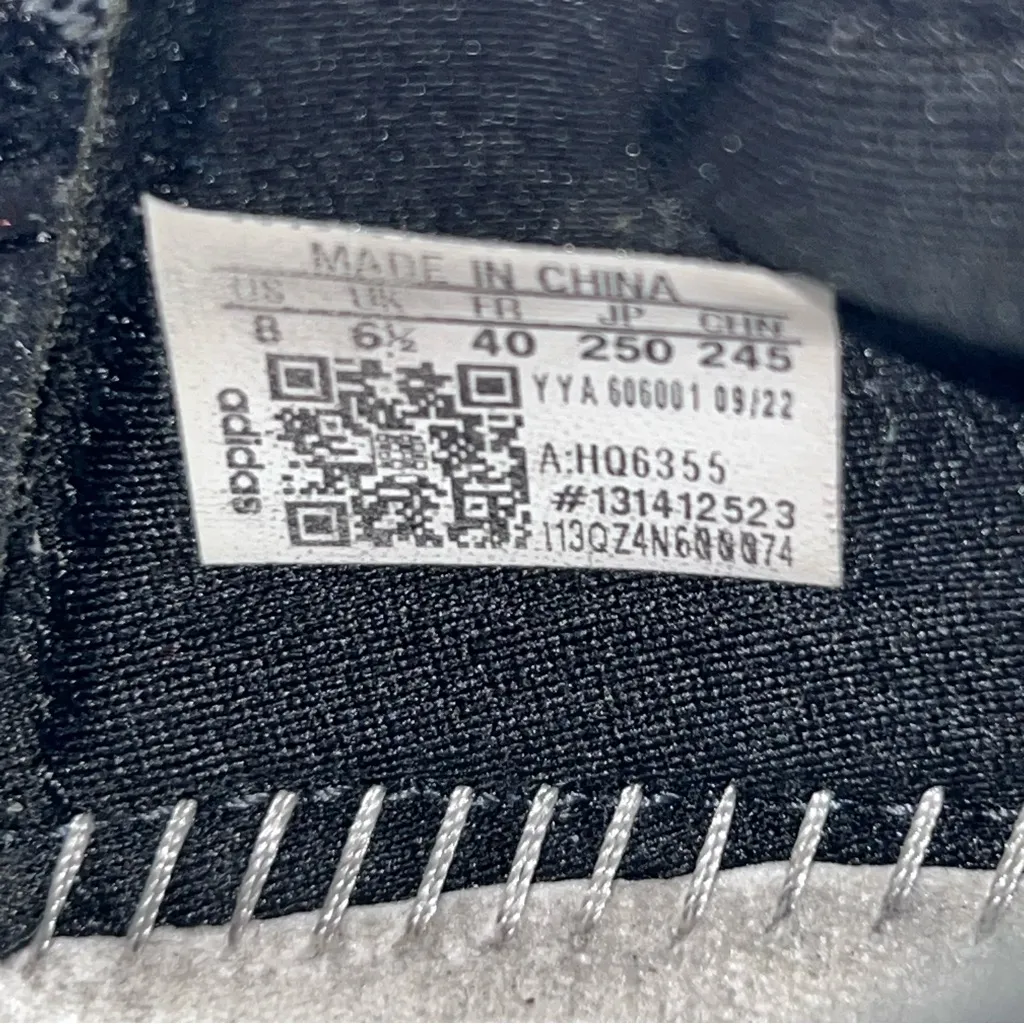 MADE IN CHINA
US UK FR JP CHN
8 6½ 40 250 245
adidas
YYA 606001 09/22
A:HQ6355
#131412523